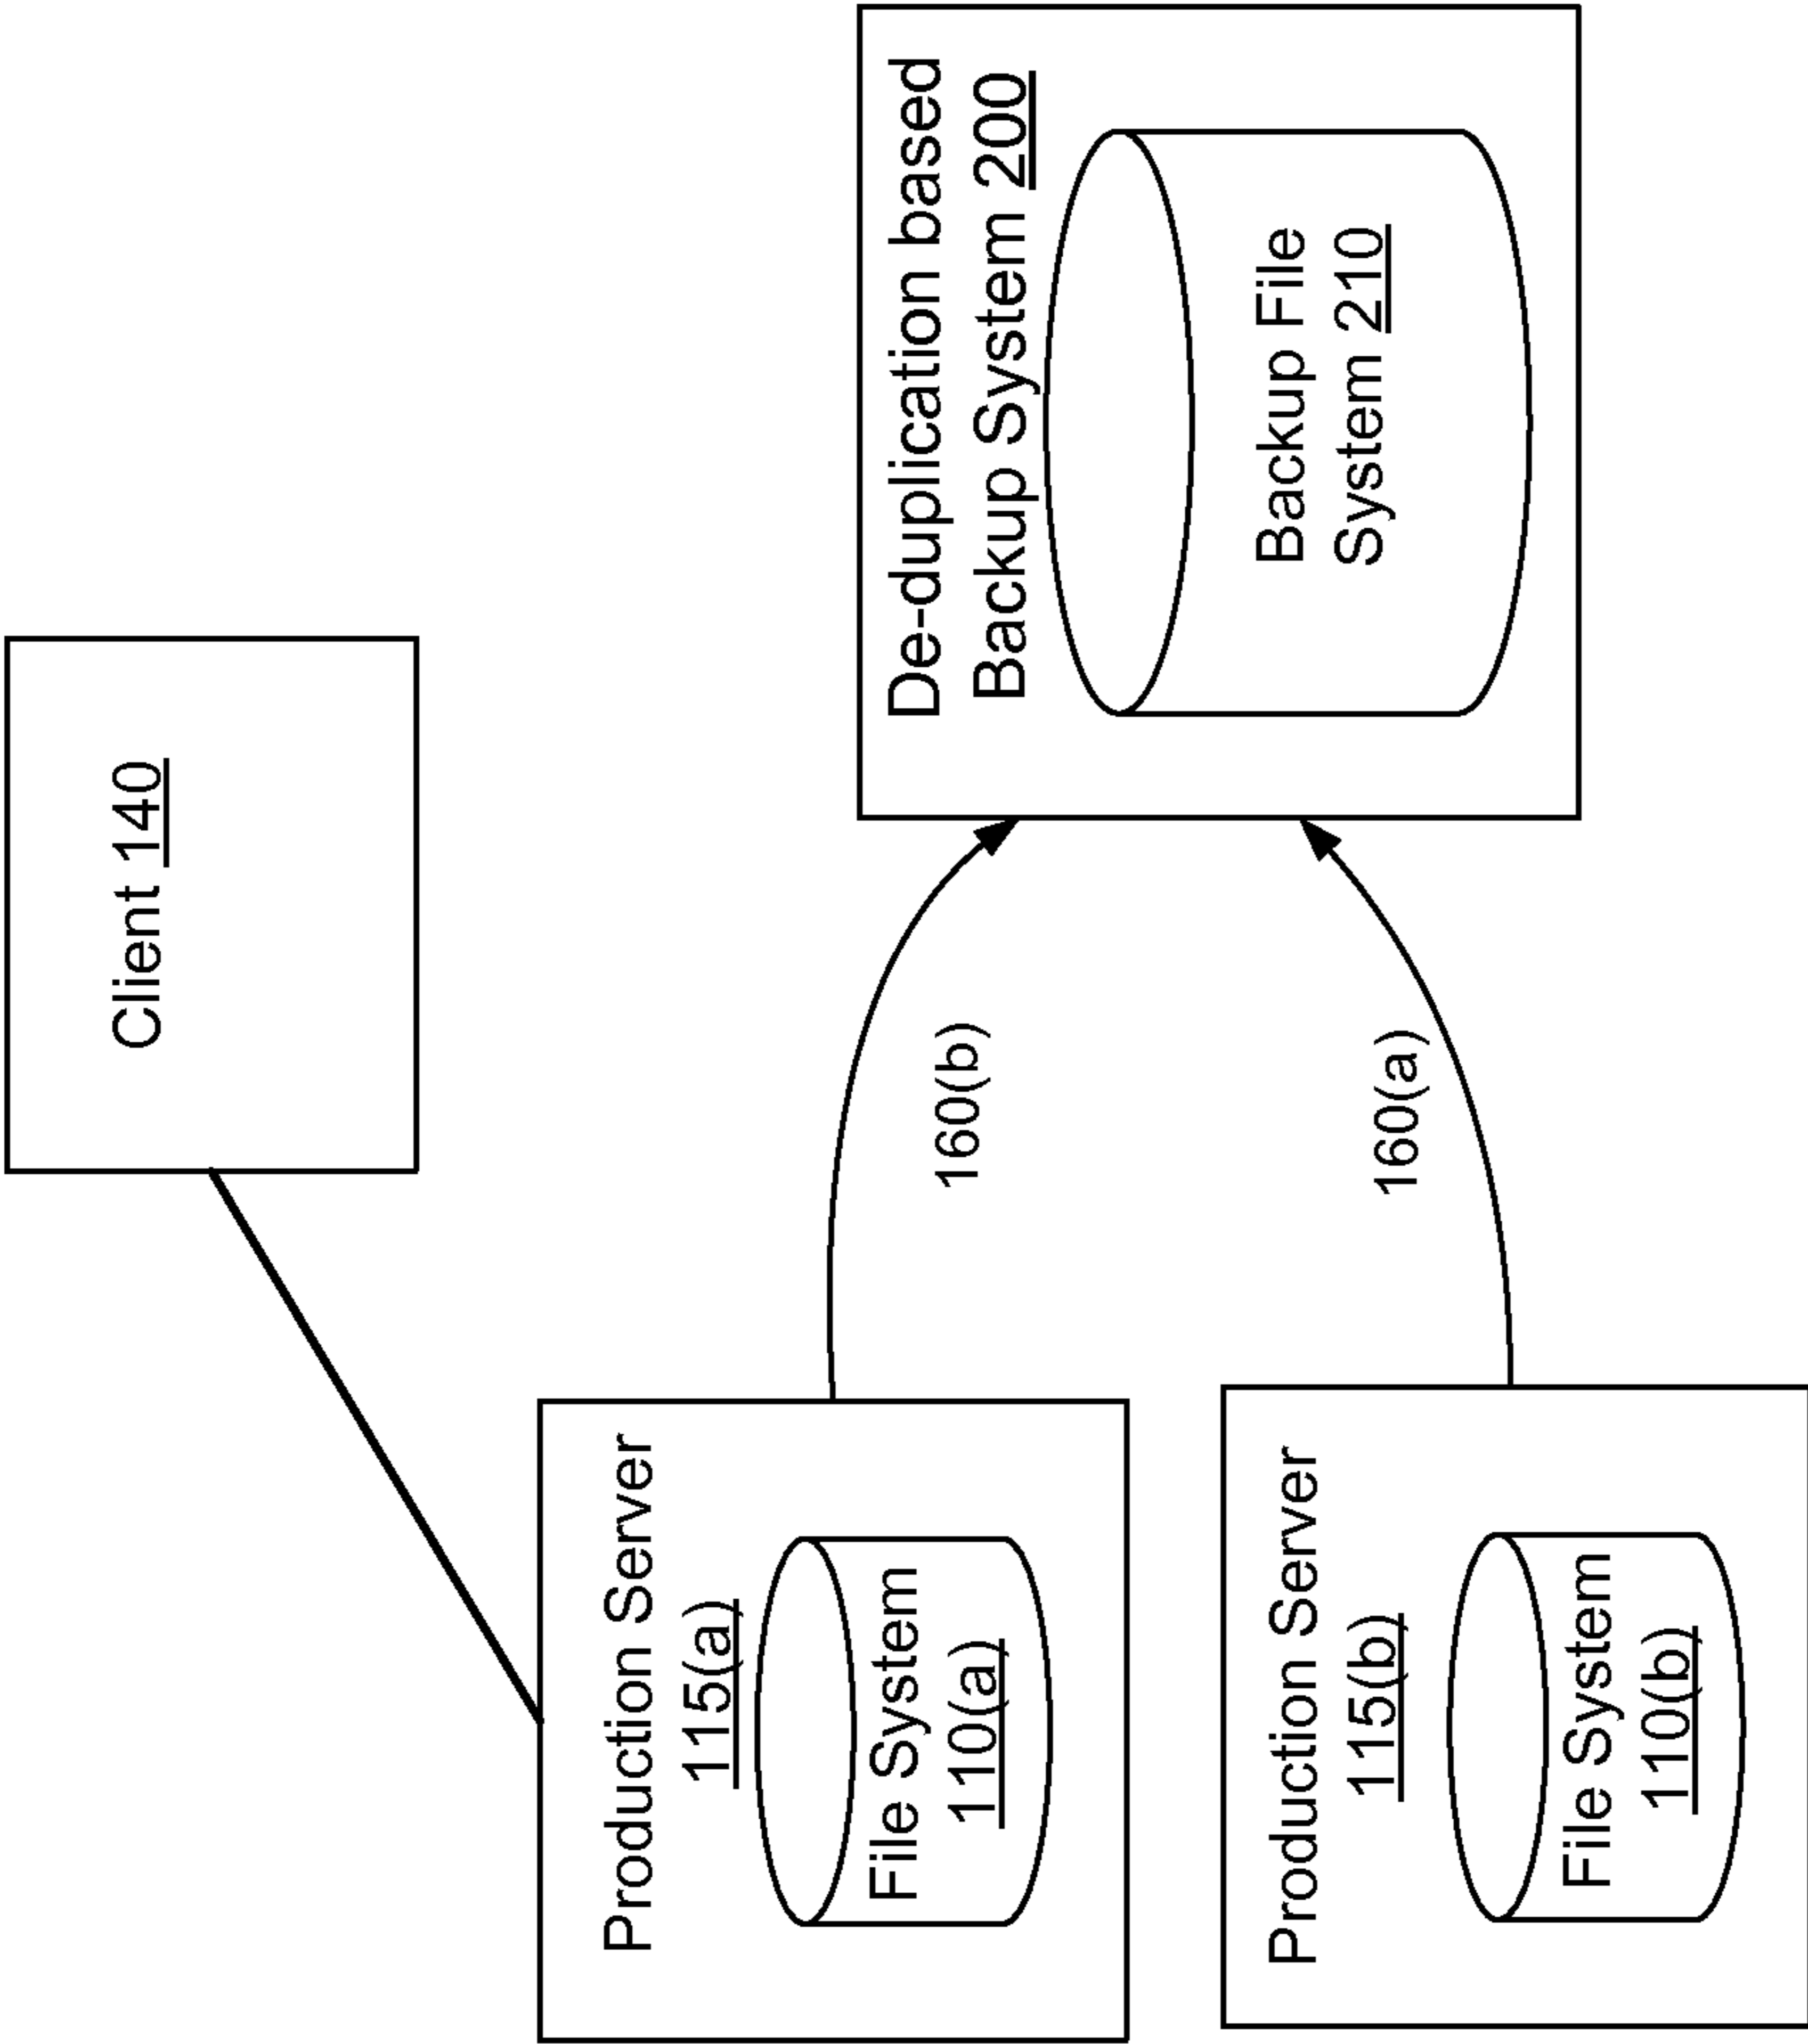 Client 140
Production Server
115(a)
File System
110(a)
160(b)
De-duplication based
Backup System 200
Backup File
System 210
Production Server
115(b)
File System
110(b)
160(a)